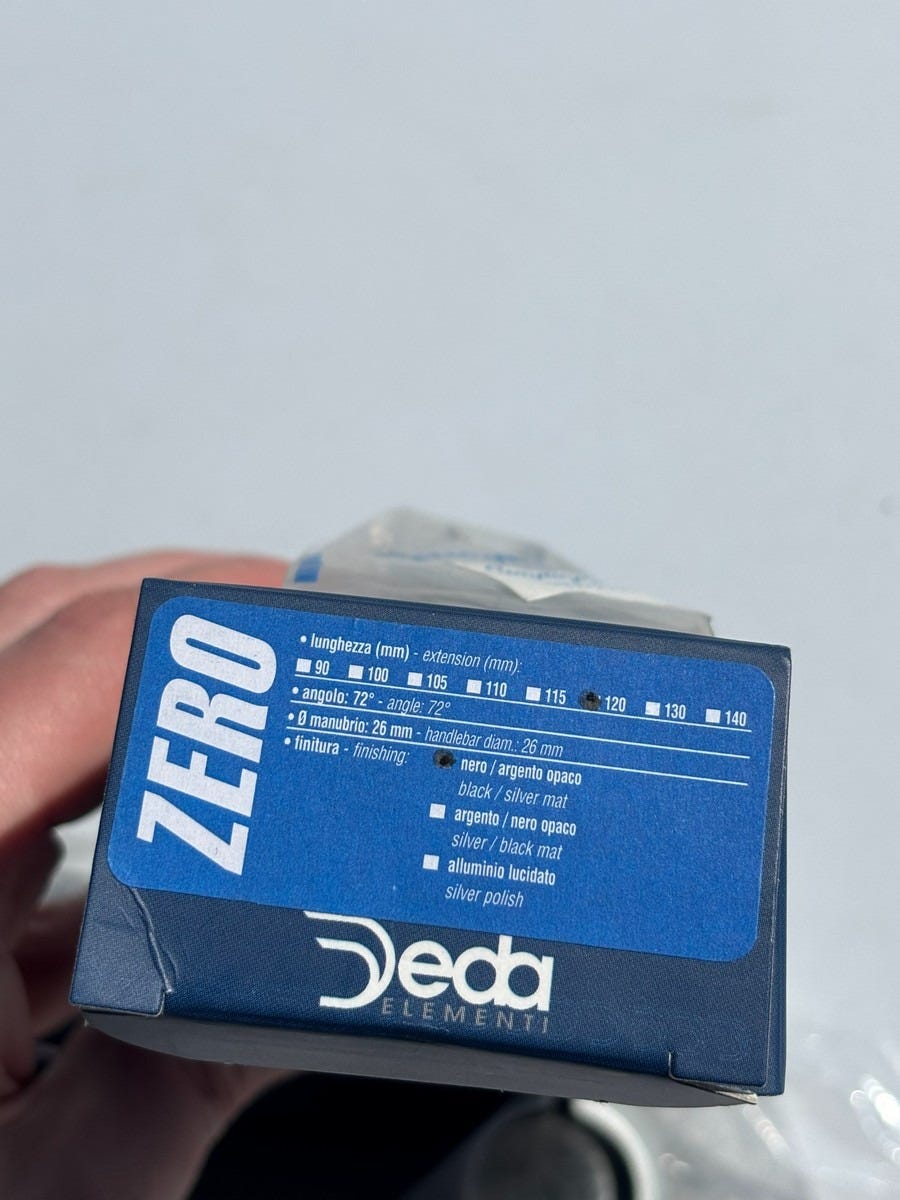 ZERO
• lunghezza (mm) - extension (mm):
90 100 105 110 115 120 130 140
• angolo: 72° - angle: 72°
• Ø manubrio: 26 mm - handlebar diam.: 26 mm
• finitura - finishing:
nero / argento opaco
black / silver mat
argento / nero opaco
silver / black mat
alluminio lucidato
silver polish
Deda
ELEMENTI